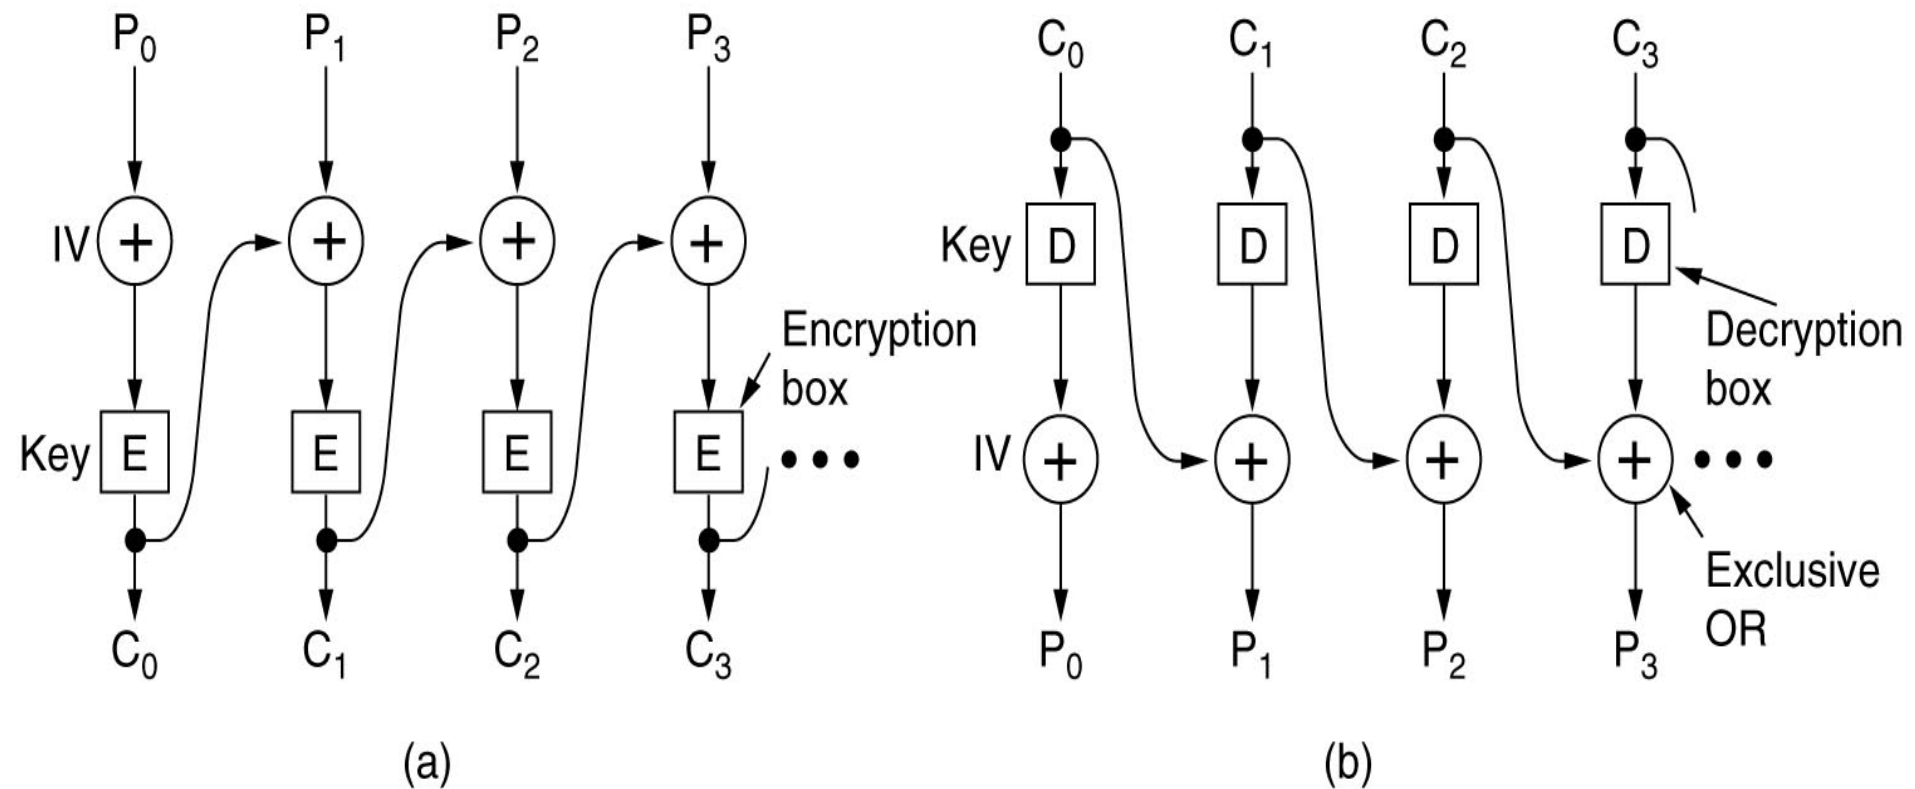 P0 P1 P2 P3
IV + + + +
Encryption
box
Key E E E E
C0 C1 C2 C3
(a)
C0 C1 C2 C3
Key D D D D
Decryption
box
IV + + + +
Exclusive
OR
P0 P1 P2 P3
(b)